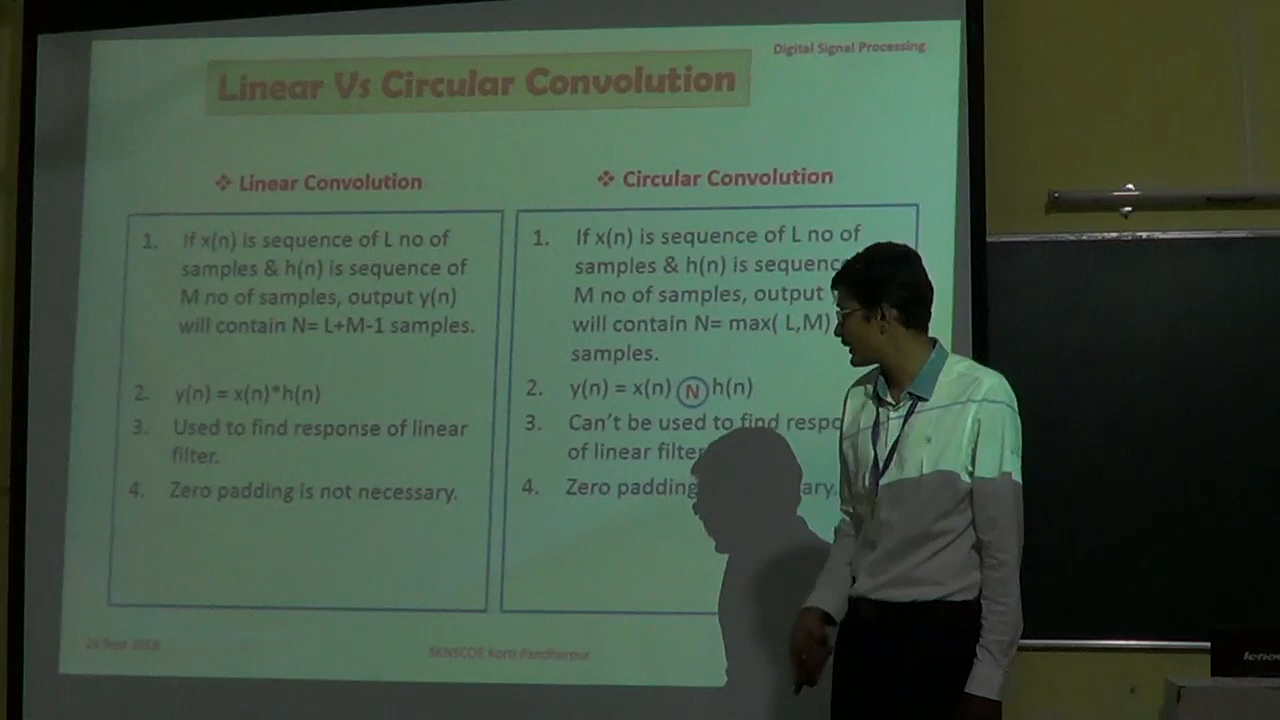 Digital Signal Processing
Linear Vs Circular Convolution
❖ Linear Convolution
1. If x(n) is sequence of L no of
samples & h(n) is sequence of
M no of samples, output y(n)
will contain N= L+M-1 samples.
2. y(n) = x(n)*h(n)
3. Used to find response of linear
filter.
4. Zero padding is not necessary.
❖ Circular Convolution
1. If x(n) is sequence of L no of
samples & h(n) is sequenc
M no of samples, output
will contain N= max( L,M)
samples.
2. y(n) = x(n) Ⓝ h(n)
3. Can't be used to find respo
of linear filter
4. Zero padding ary.
SKNSCOE Korti Pandharpur
lenov